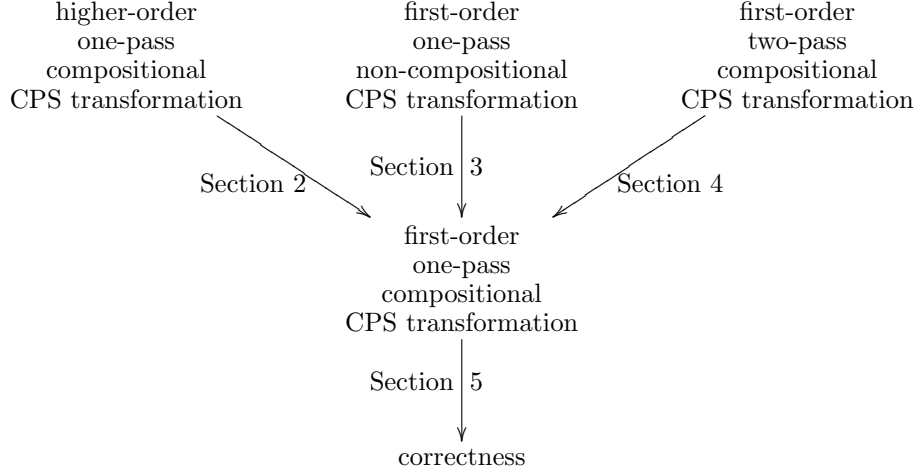 higher-order
one-pass
compositional
CPS transformation
first-order
one-pass
non-compositional
CPS transformation
first-order
two-pass
compositional
CPS transformation
Section 2
Section 3
Section 4
first-order
one-pass
compositional
CPS transformation
Section 5
correctness